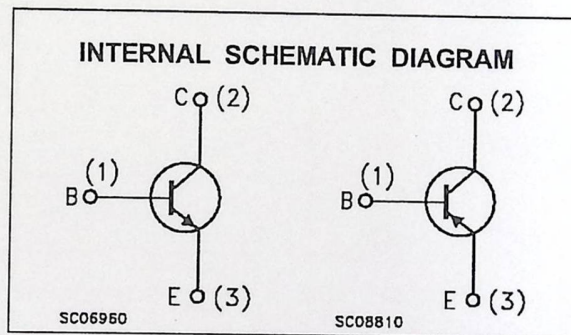 INTERNAL SCHEMATIC DIAGRAM
C (2) C (2)
(1) (1)
B B
E (3) E (3)
SC06960 SC08810